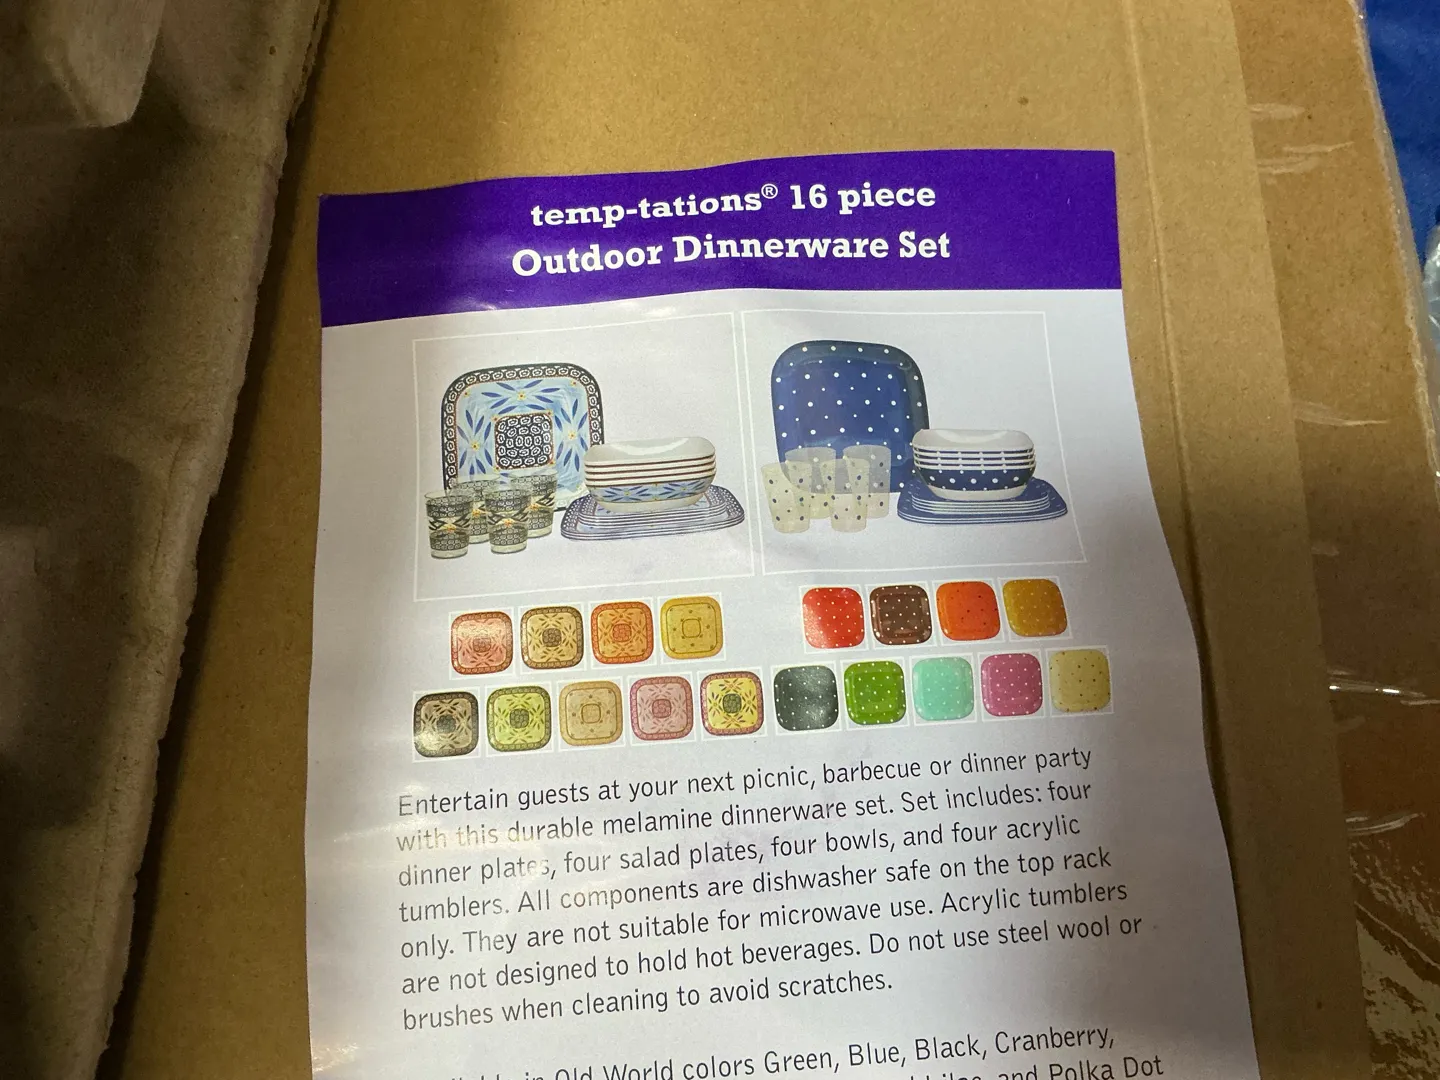 temp-tations® 16 piece
Outdoor Dinnerware Set
Entertain guests at your next picnic, barbecue or dinner party
with this durable melamine dinnerware set. Set includes: four
dinner plates, four salad plates, four bowls, and four acrylic
tumblers. All components are dishwasher safe on the top rack
only. They are not suitable for microwave use. Acrylic tumblers
are not designed to hold hot beverages. Do not use steel wool or
brushes when cleaning to avoid scratches.
in Old World colors Green, Blue, Black, Cranberry,
and Polka Dot